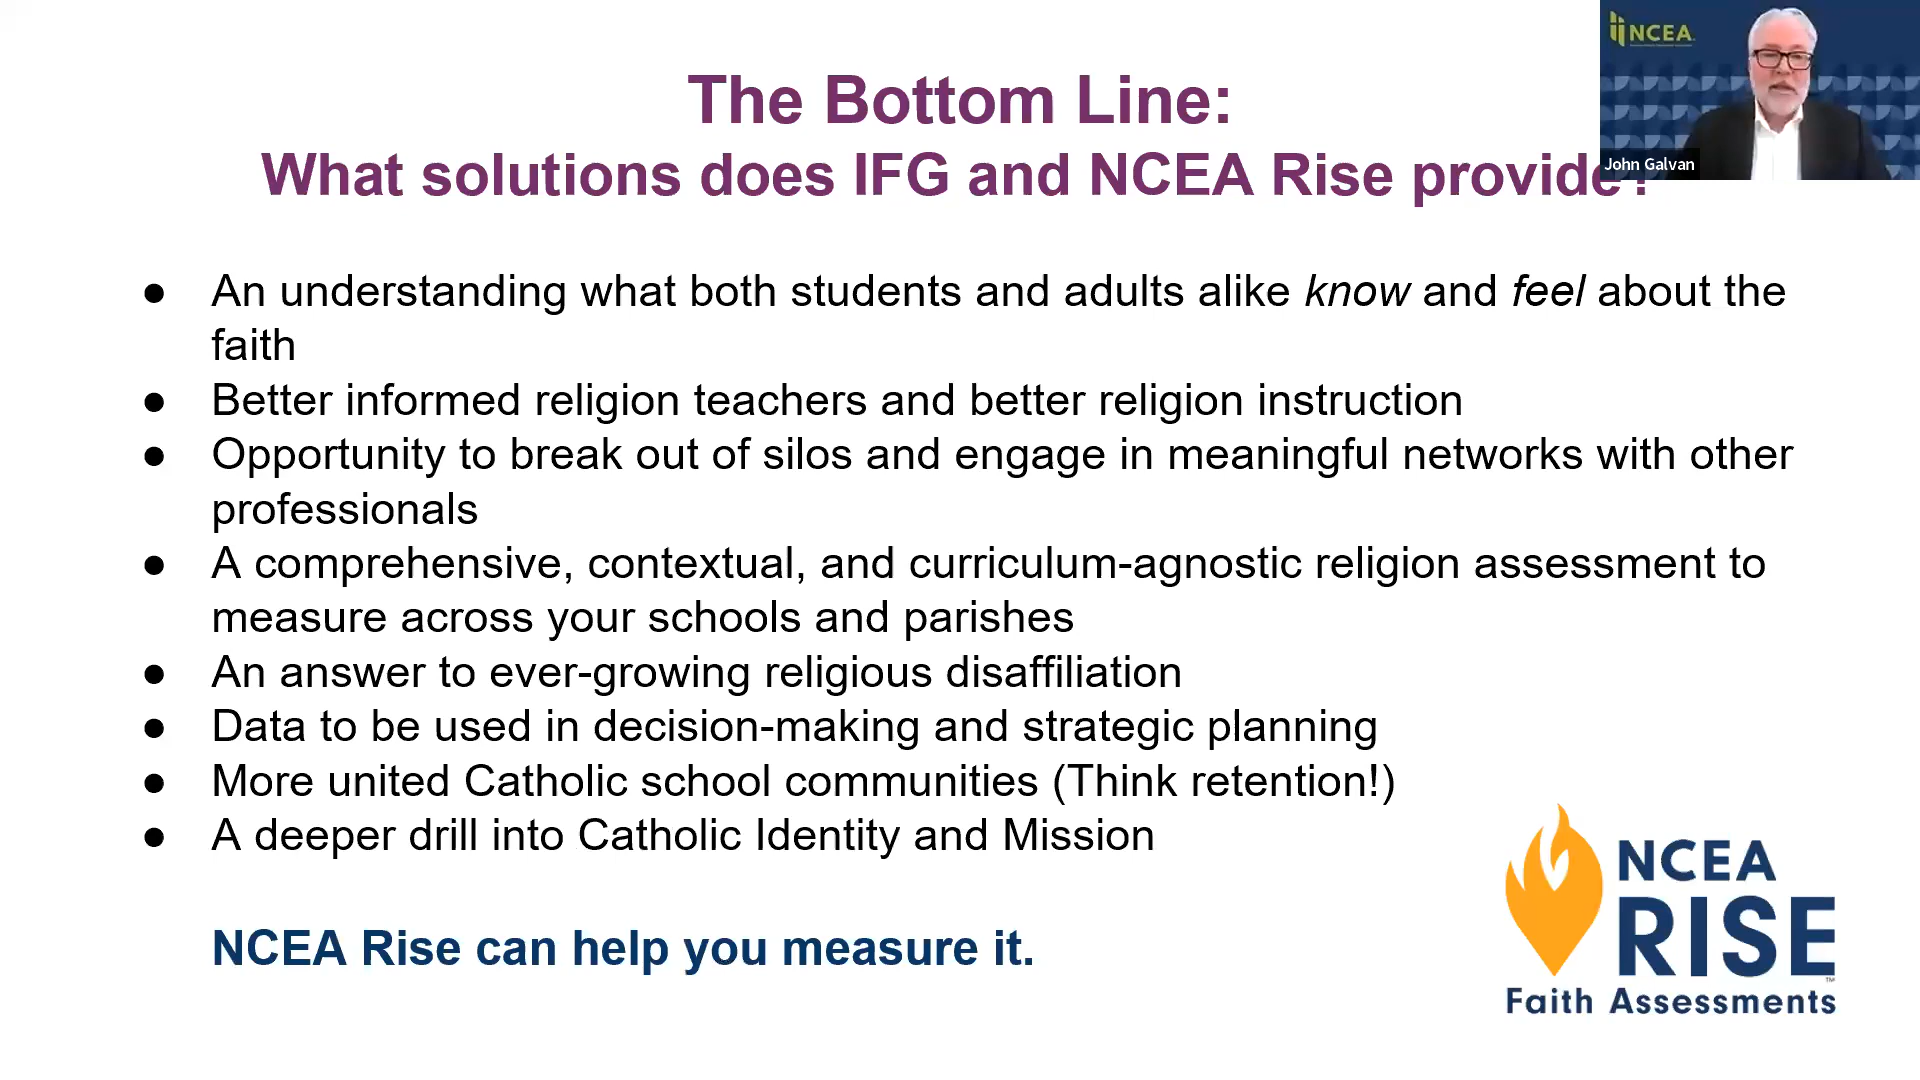 NCEA
John Galvan
The Bottom Line:
What solutions does IFG and NCEA Rise provide?
● An understanding what both students and adults alike know and feel about the
faith
● Better informed religion teachers and better religion instruction
● Opportunity to break out of silos and engage in meaningful networks with other
professionals
● A comprehensive, contextual, and curriculum-agnostic religion assessment to
measure across your schools and parishes
● An answer to ever-growing religious disaffiliation
● Data to be used in decision-making and strategic planning
● More united Catholic school communities (Think retention!)
● A deeper drill into Catholic Identity and Mission
NCEA Rise can help you measure it.
NCEA
RISE™
Faith Assessments